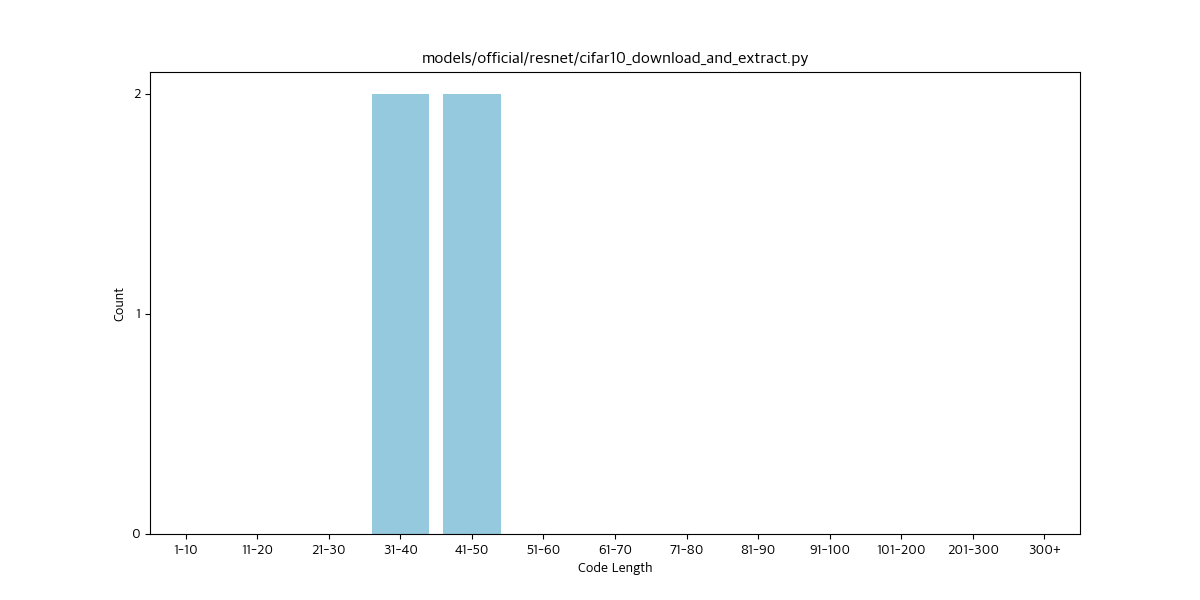 models/official/resnet/cifar10_download_and_extract.py
2
1
0
Count
1-10 11-20 21-30 31-40 41-50 51-60 61-70 71-80 81-90 91-100 101-200 201-300 300+
Code Length